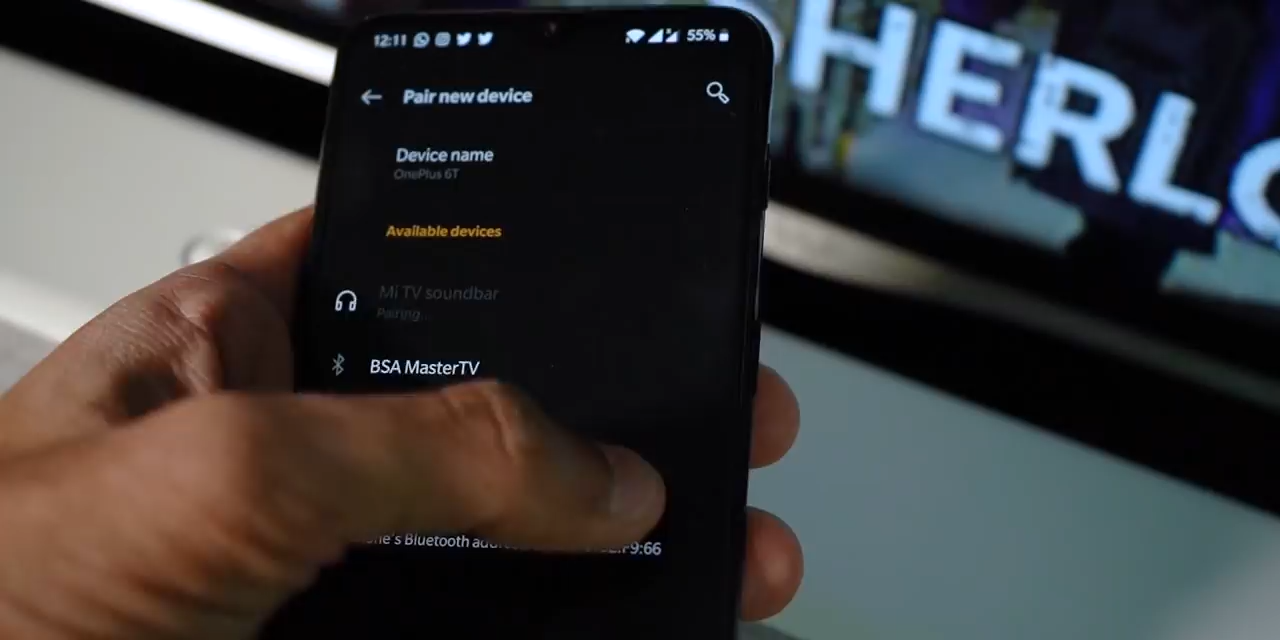 12:11 55%
Pair new device
Device name
OnePlus 6T
Available devices
Mi TV soundbar
Pairing...
BSA MasterTV
Bluetooth F9:66
HERLO